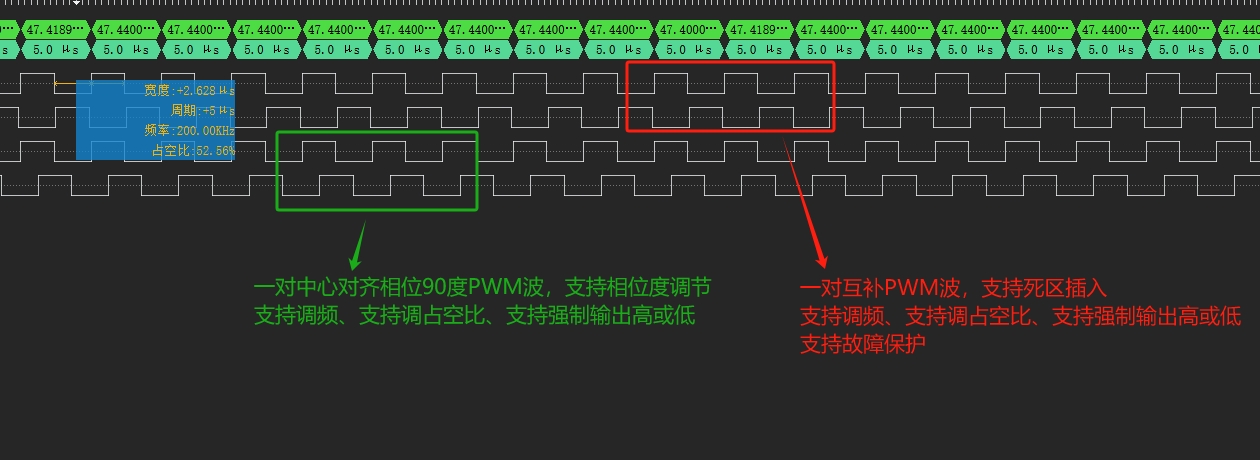 47.4189··· 47.4400··· 47.4400··· 47.4400··· 47.4400··· 47.4400··· 47.4400··· 47.4400··· 47.4400··· 47.4000··· 47.4189··· 47.4400··· 47.4400··· 47.4400··· 47.4400··· 47.4400··· 47.4189···
s 5.0 μs 5.0 μs 5.0 μs 5.0 μs 5.0 μs 5.0 μs 5.0 μs 5.0 μs 5.0 μs 5.0 μs 5.0 μs 5.0 μs 5.0 μs 5.0 μs 5.0 μs 5.0 μs 5.0 μs
宽度:+2.628μs
周期:+5μs
频率:200.00KHz
占空比:52.56%
一对中心对齐相位90度PWM波，支持相位度调节
支持调频、支持调占空比、支持强制输出高或低
一对互补PWM波，支持死区插入
支持调频、支持调占空比、支持强制输出高或低
支持故障保护